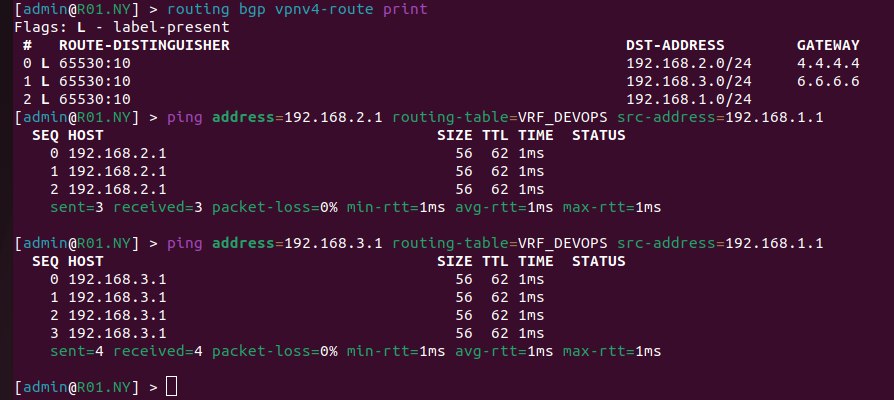 [admin@R01.NY] > routing bgp vpnv4-route print
Flags: L - label-present
 #   ROUTE-DISTINGUISHER                                            DST-ADDRESS        GATEWAY
 0 L 65530:10                                                       192.168.2.0/24     4.4.4.4
 1 L 65530:10                                                       192.168.3.0/24     6.6.6.6
 2 L 65530:10                                                       192.168.1.0/24
[admin@R01.NY] > ping address=192.168.2.1 routing-table=VRF_DEVOPS src-address=192.168.1.1
  SEQ HOST                                     SIZE TTL TIME  STATUS
    0 192.168.2.1                                56  62 1ms
    1 192.168.2.1                                56  62 1ms
    2 192.168.2.1                                56  62 1ms
    sent=3 received=3 packet-loss=0% min-rtt=1ms avg-rtt=1ms max-rtt=1ms
[admin@R01.NY] > ping address=192.168.3.1 routing-table=VRF_DEVOPS src-address=192.168.1.1
  SEQ HOST                                     SIZE TTL TIME  STATUS
    0 192.168.3.1                                56  62 1ms
    1 192.168.3.1                                56  62 1ms
    2 192.168.3.1                                56  62 1ms
    3 192.168.3.1                                56  62 1ms
    sent=4 received=4 packet-loss=0% min-rtt=1ms avg-rtt=1ms max-rtt=1ms
[admin@R01.NY] >